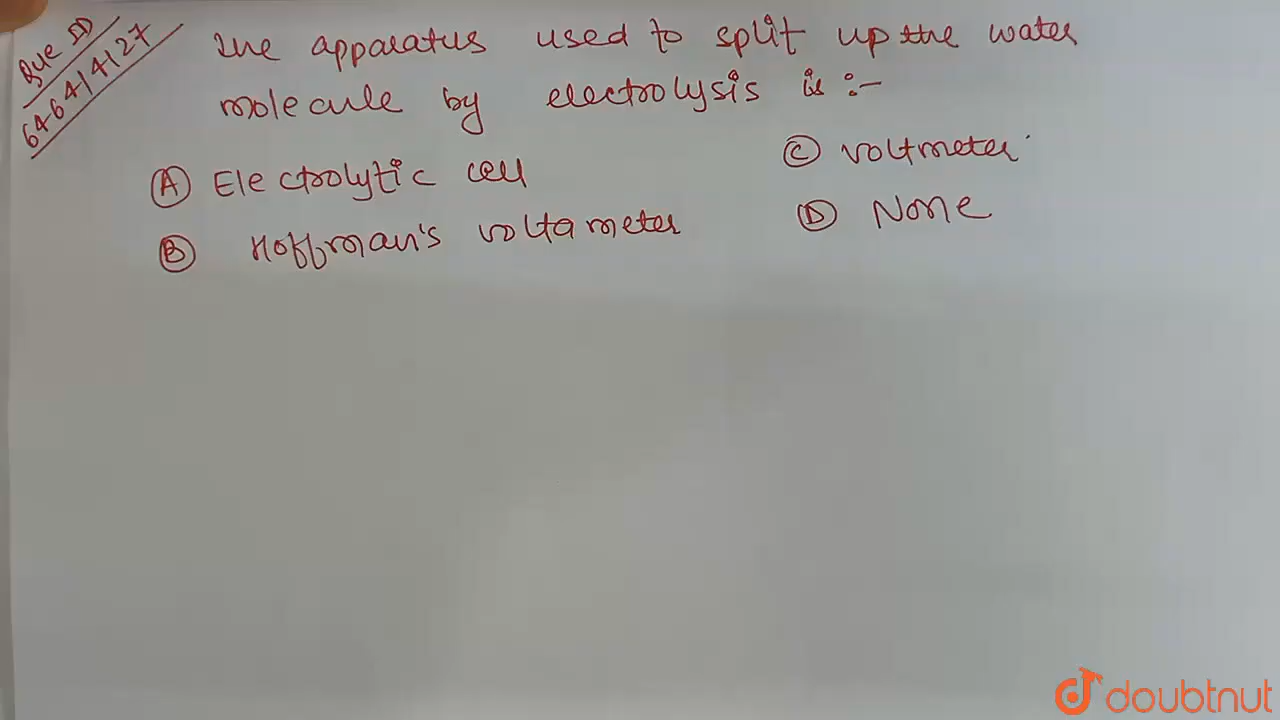 Que ID
646414127
The apparatus used to split up the water
molecule by electrolysis is :-
(A) Electrolytic cell
(C) voltmeter
(B) Hoffman's voltameter
(D) None
doubtnut